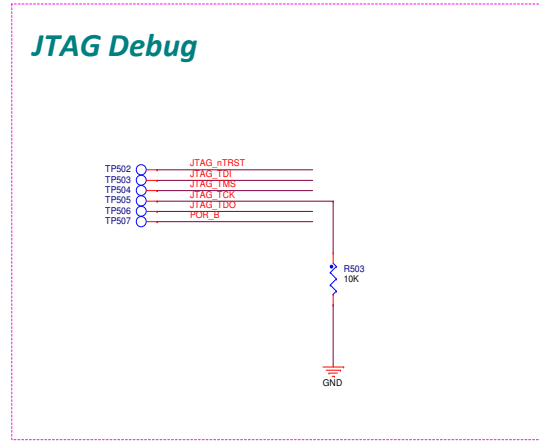 JTAG Debug
TP502 JTAG_nTRST
TP503 JTAG_TDI
TP504 JTAG_TMS
TP505 JTAG_TCK
TP506 JTAG_TDO
TP507 POR_B
R503
10K
GND